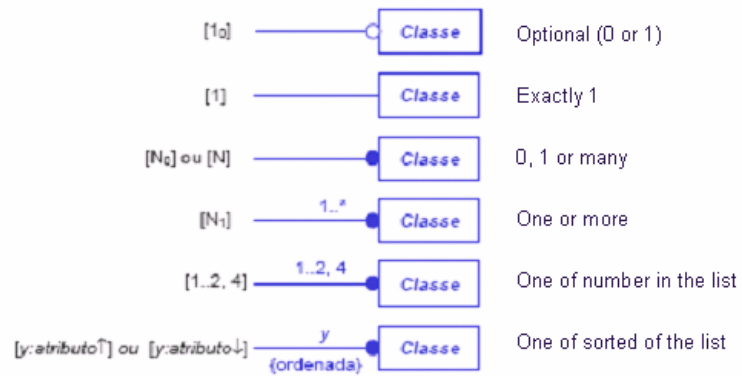 [1₀] Classe Optional (0 or 1)
[1] Classe Exactly 1
[N₀] ou [N] Classe 0, 1 or many
[N₁] 1..* Classe One or more
[1..2, 4] 1..2, 4 Classe One of number in the list
[y:atributo↑] ou [y:atributo↓] y {ordenada} Classe One of sorted of the list